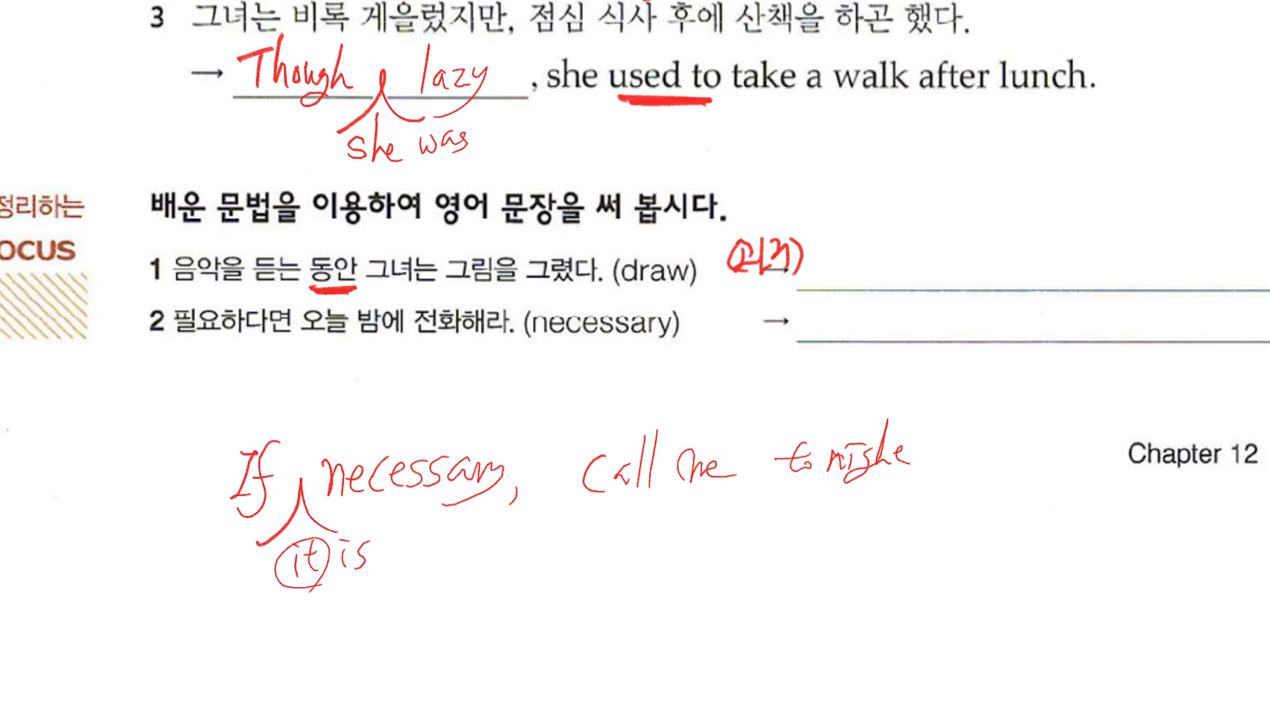 3 그녀는 비록 게을렀지만, 점심 식사 후에 산책을 하곤 했다.
→ Though lazy, she used to take a walk after lunch.
she was
정리하는
OCUS
배운 문법을 이용하여 영어 문장을 써 봅시다.
1 음악을 듣는 동안 그녀는 그림을 그렸다. (draw) (과거)
2 필요하다면 오늘 밤에 전화해라. (necessary) →
If necessary, call me
it is
Chapter 12